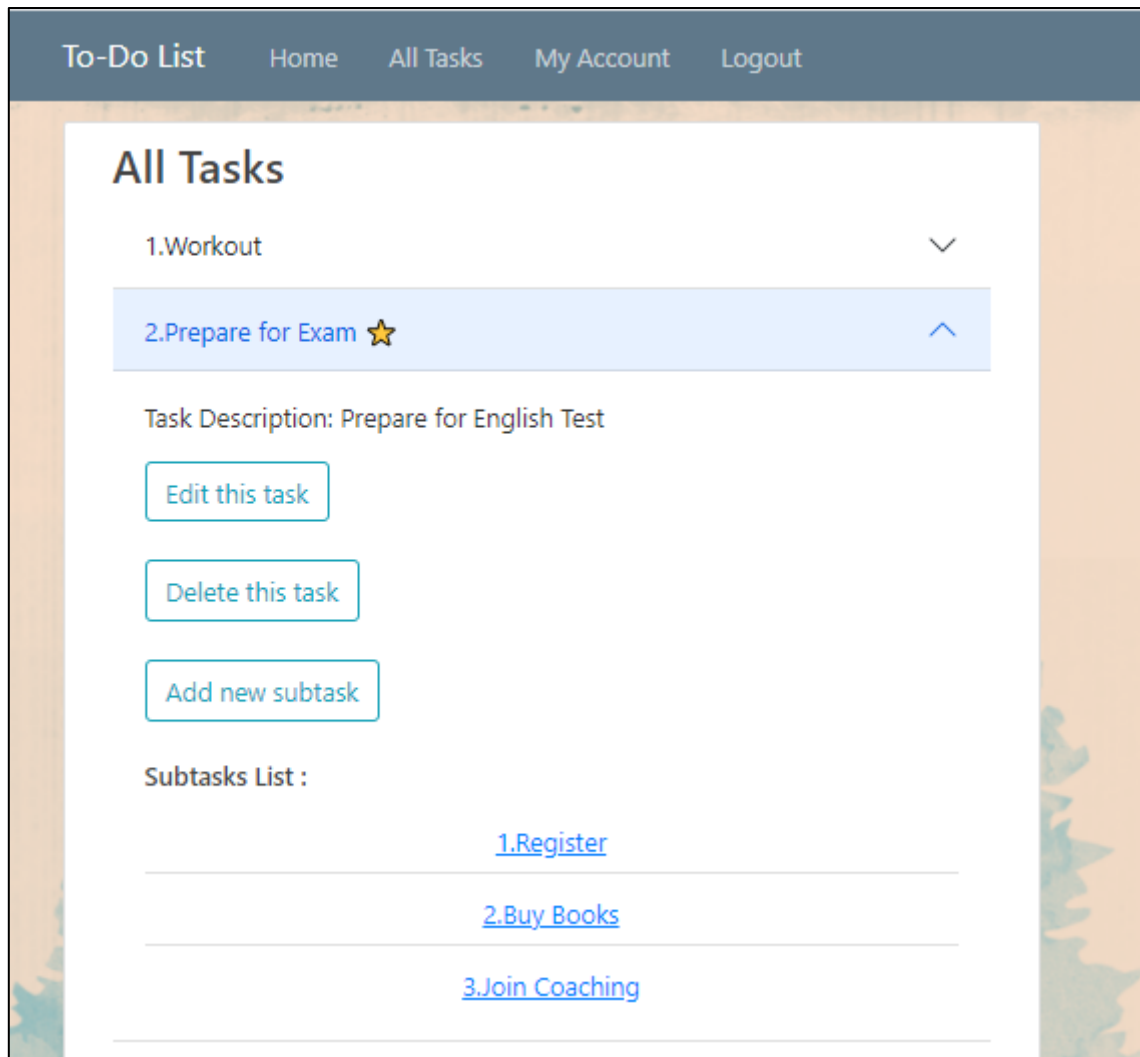 To-Do List Home All Tasks My Account Logout
All Tasks
1.Workout
2.Prepare for Exam
Task Description: Prepare for English Test
Edit this task
Delete this task
Add new subtask
Subtasks List :
1.Register
2.Buy Books
3.Join Coaching